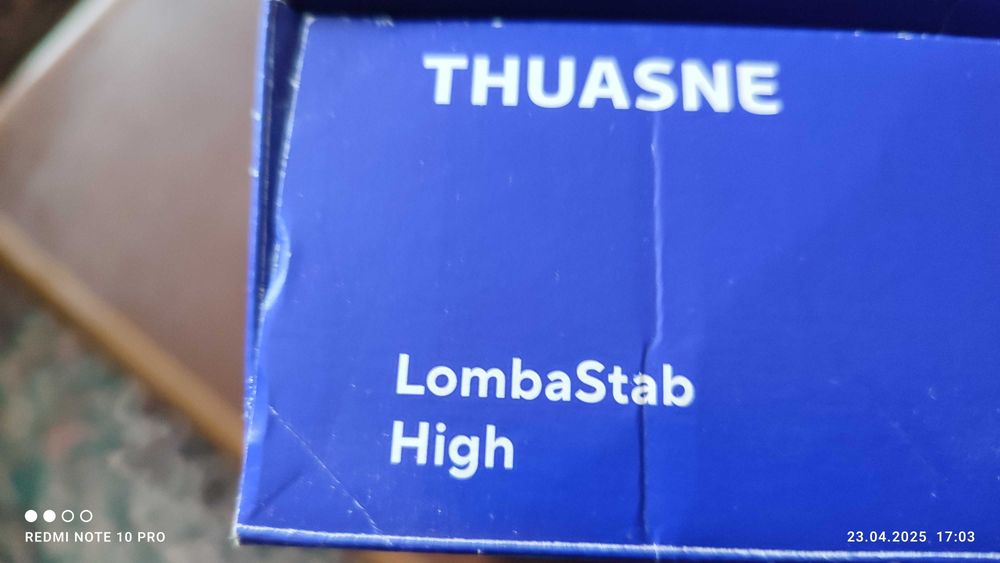 THUASNE
LombaStab
High
REDMI NOTE 10 PRO
23.04.2025 17:03